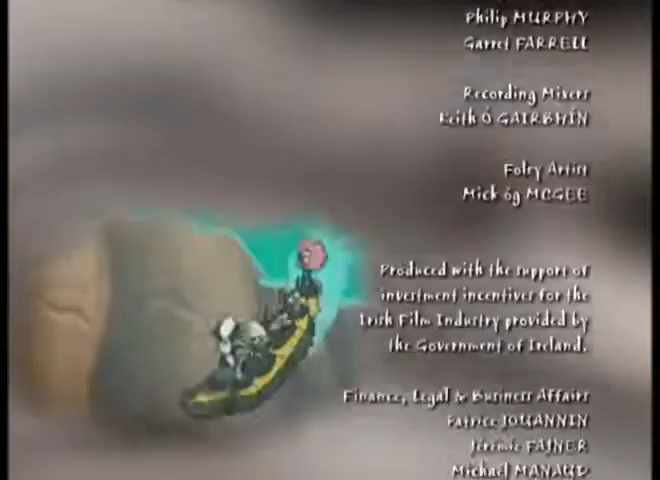 Philip MURPHY
Garret FARRELL
Recording Mixers
Keith Ó GAIRBHÍN
Foley Artist
Mick óg MCGEE
Produced with the support of
investment incentives for the
Irish Film Industry provided by
the Government of Ireland.
Finance, Legal & Business Affairs
Patrice JOUANNIN
Jérémie FAJNER
Michael MANAUD